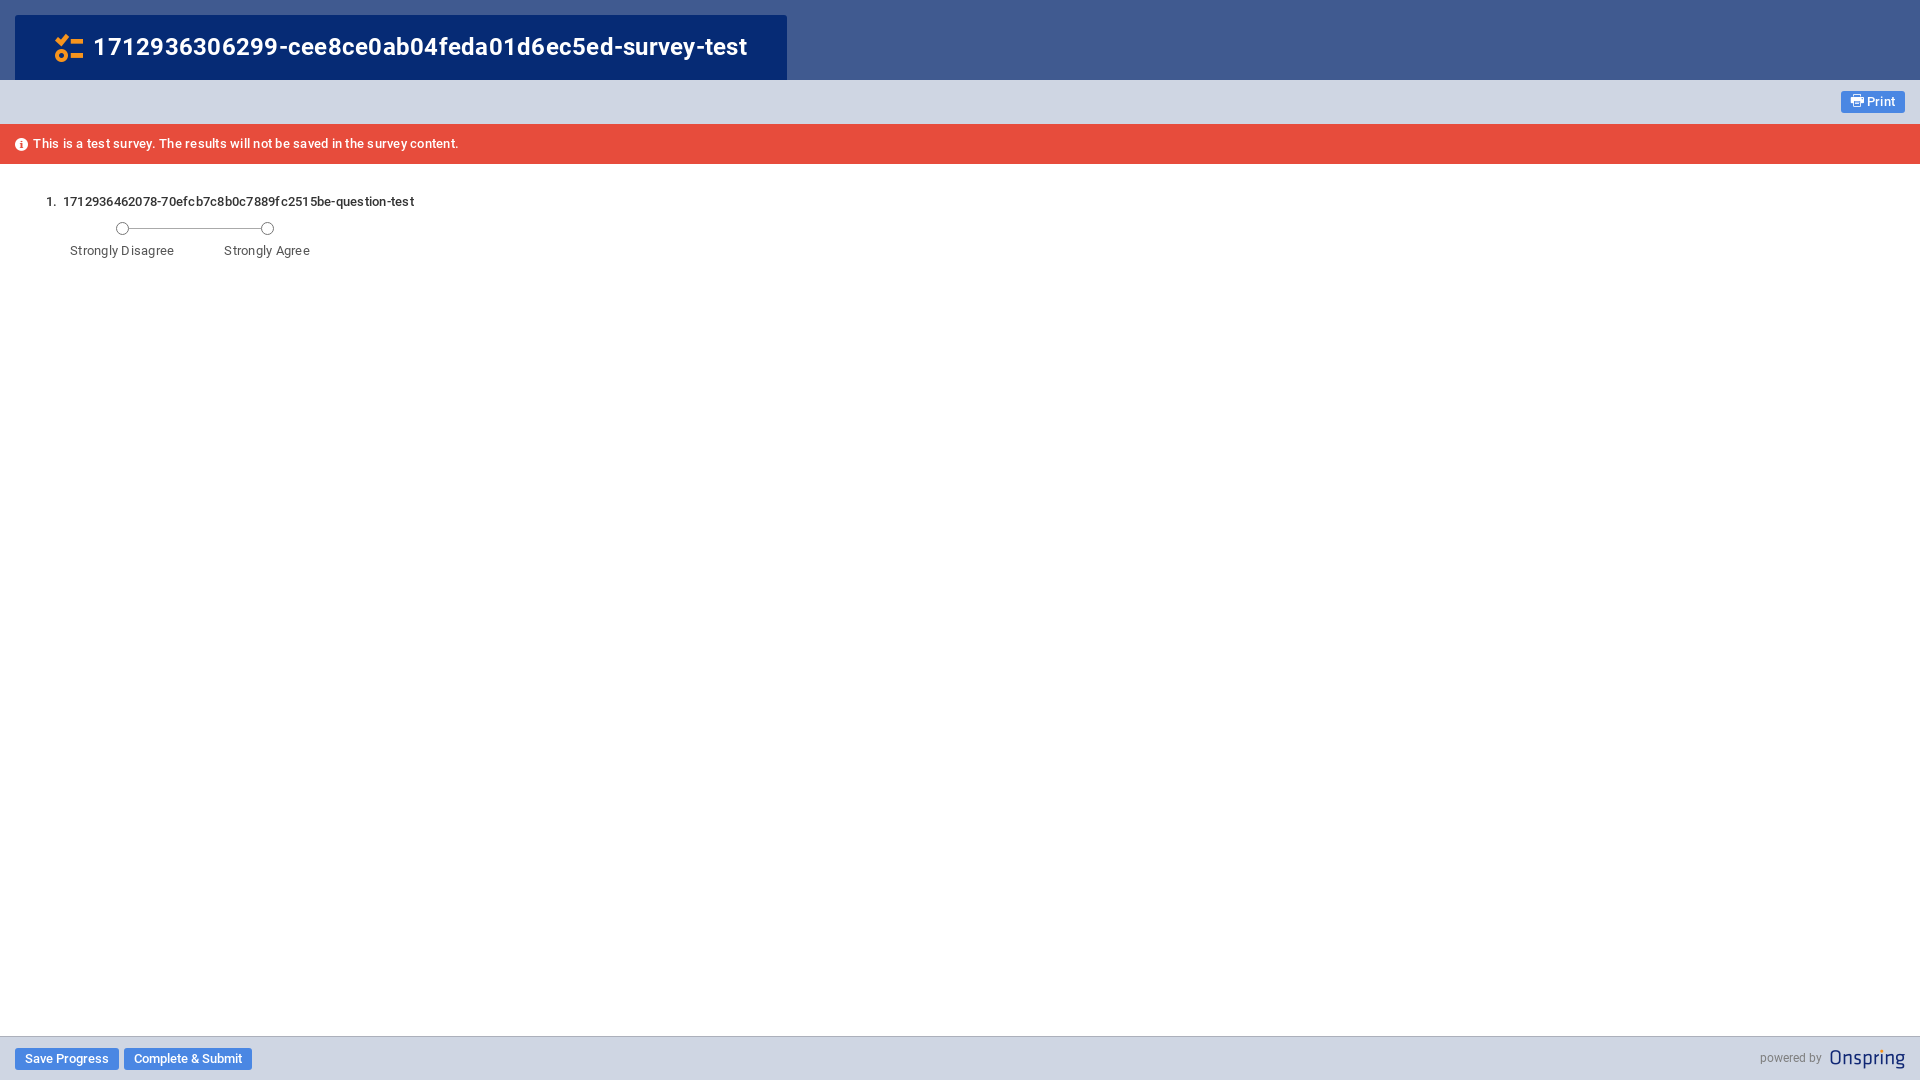 1712936306299-cee8ce0ab04feda01d6ec5ed-survey-test
Print
This is a test survey. The results will not be saved in the survey content.
1. 1712936462078-70efcb7c8b0c7889fc2515be-question-test
Strongly Disagree Strongly Agree
Save Progress Complete & Submit powered by Onspring